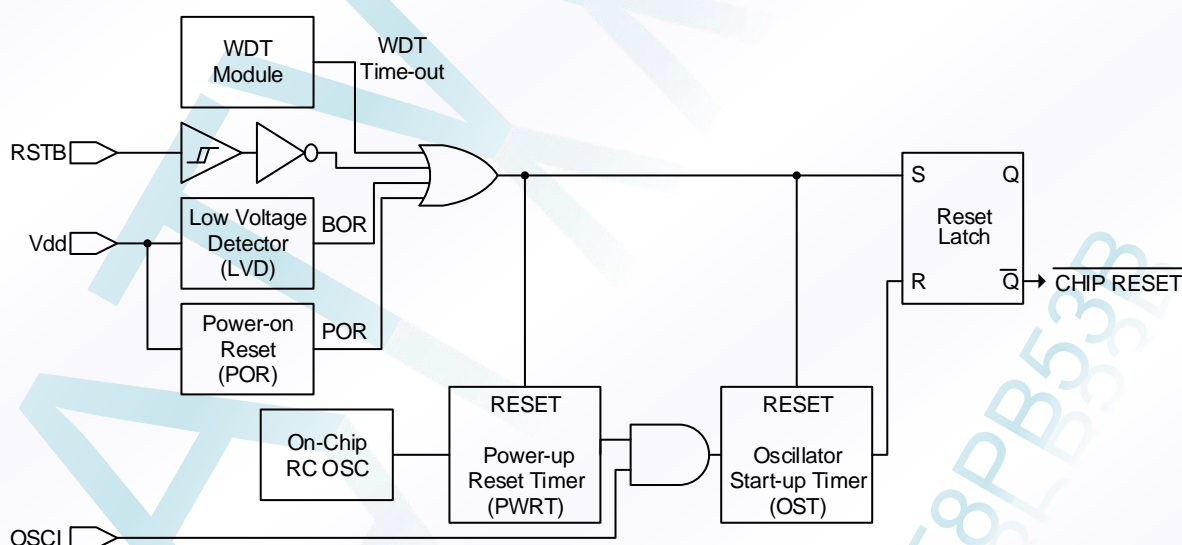 WDT
Module
WDT
Time-out
RSTB
Low Voltage
Detector
(LVD)
BOR
Vdd
Power-on
Reset
(POR)
POR
S
Q
Reset
Latch
R
Q
CHIP RESET
RESET
Power-up
Reset Timer
(PWRT)
On-Chip
RC OSC
RESET
Oscillator
Start-up Timer
(OST)
OSCI